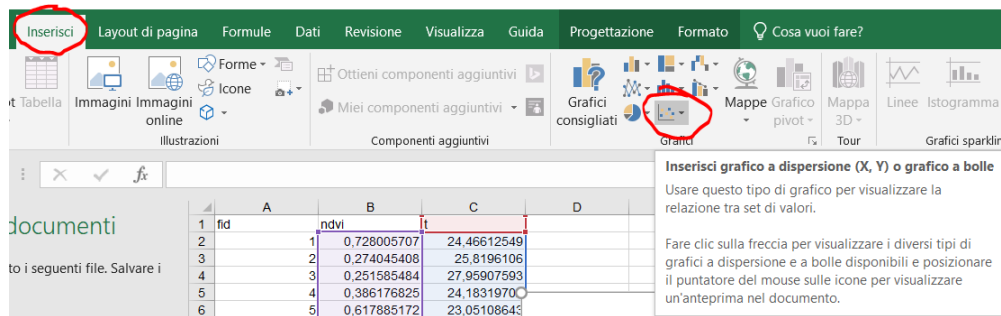 Inserisci Layout di pagina Formule Dati Revisione Visualizza Guida Progettazione Formato Cosa vuoi fare?
Tabella Immagini Immagini online Forme Icone
Ottieni componenti aggiuntivi
Miei componenti aggiuntivi
Grafici consigliati Mappe Grafico pivot Mappa 3D Linee Istogramma
Illustrazioni Componenti aggiuntivi Grafici Tour Grafici sparklin
fx
Inserisci grafico a dispersione (X, Y) o grafico a bolle
Usare questo tipo di grafico per visualizzare la
relazione tra set di valori.
Fare clic sulla freccia per visualizzare i diversi tipi di
grafici a dispersione e a bolle disponibili e posizionare
il puntatore del mouse sulle icone per visualizzare
un'anteprima nel documento.
documenti
to i seguenti file. Salvare i
A B C D
1 fid ndvi t
2 1 0,728005707 24,46612549
3 2 0,274045408 25,8196106
4 3 0,251585484 27,95907593
5 4 0,386176825 24,1831970
6 5 0,617885172 23,0510864